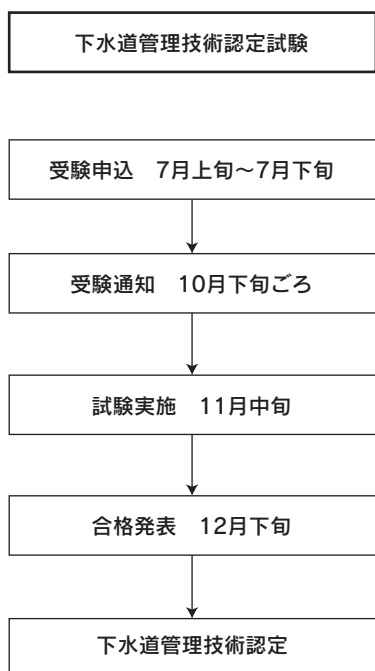 下水道管理技術認定試験
受験申込　7月上旬～7月下旬
受験通知　10月下旬ごろ
試験実施　11月中旬
合格発表　12月下旬
下水道管理技術認定